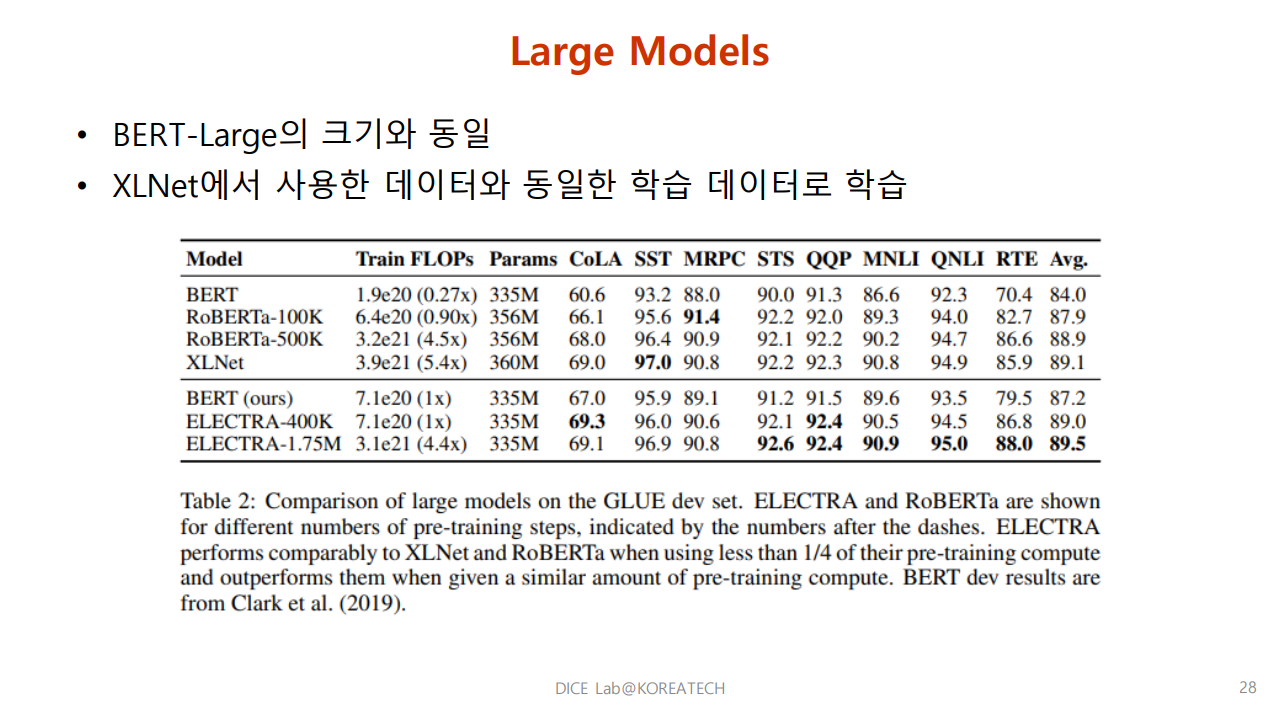 Large Models
• BERT-Large의 크기와 동일
• XLNet에서 사용한 데이터와 동일한 학습 데이터로 학습
Model Train FLOPs Params CoLA SST MRPC STS QQP MNLI QNLI RTE Avg.
BERT 1.9e20 (0.27x) 335M 60.6 93.2 88.0 90.0 91.3 86.6 92.3 70.4 84.0
RoBERTa-100K 6.4e20 (0.90x) 356M 66.1 95.6 91.4 92.2 92.0 89.3 94.0 82.7 87.9
RoBERTa-500K 3.2e21 (4.5x) 356M 68.0 96.4 90.9 92.1 92.2 90.2 94.7 86.6 88.9
XLNet 3.9e21 (5.4x) 360M 69.0 97.0 90.8 92.2 92.3 90.8 94.9 85.9 89.1
BERT (ours) 7.1e20 (1x) 335M 67.0 95.9 89.1 91.2 91.5 89.6 93.5 79.5 87.2
ELECTRA-400K 7.1e20 (1x) 335M 69.3 96.0 90.6 92.1 92.4 90.5 94.5 86.8 89.0
ELECTRA-1.75M 3.1e21 (4.4x) 335M 69.1 96.9 90.8 92.6 92.4 90.9 95.0 88.0 89.5
Table 2: Comparison of large models on the GLUE dev set. ELECTRA and RoBERTa are shown
for different numbers of pre-training steps, indicated by the numbers after the dashes. ELECTRA
performs comparably to XLNet and RoBERTa when using less than 1/4 of their pre-training compute
and outperforms them when given a similar amount of pre-training compute. BERT dev results are
from Clark et al. (2019).
DICE Lab@KOREATECH
28